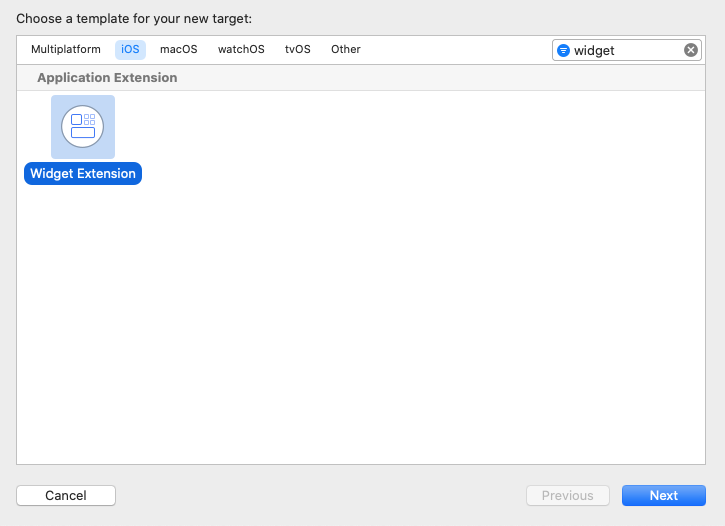 Choose a template for your new target:
Multiplatform iOS macOS watchOS tvOS Other widget
Application Extension
Widget Extension
Cancel Previous Next